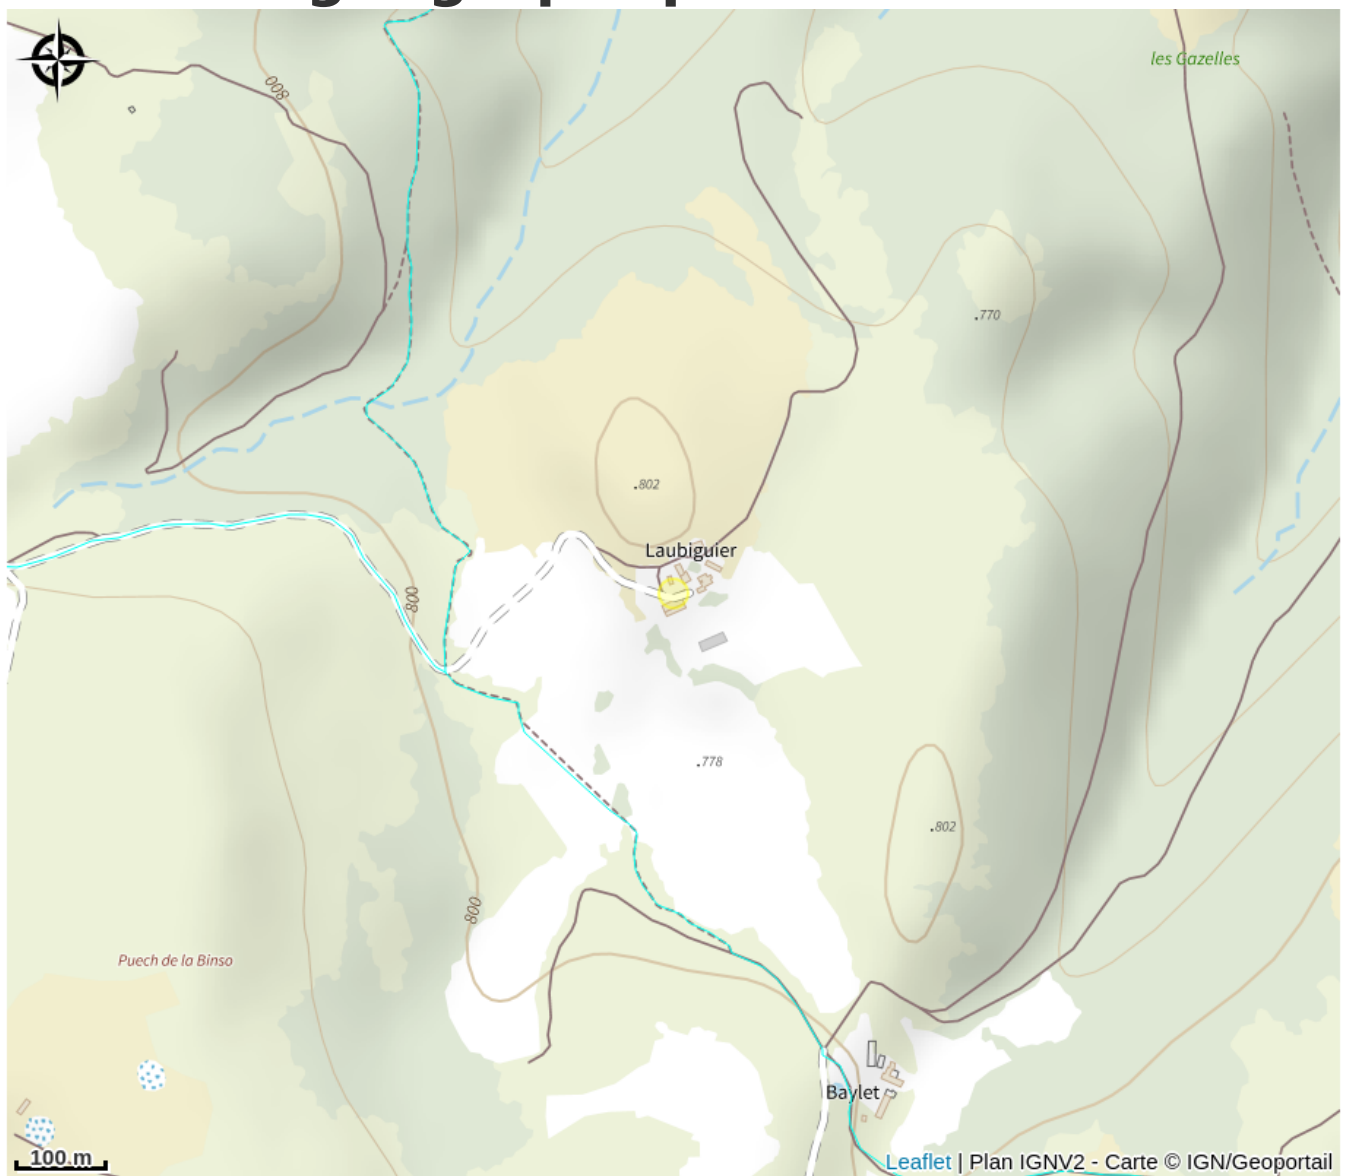 les Gazelles
800
.770
.802
Laubiguier
800
.778
.802
800
Puech de la Binso
Baylet
100 m
Leaflet | Plan IGNV2 - Carte © IGN/Geoportail